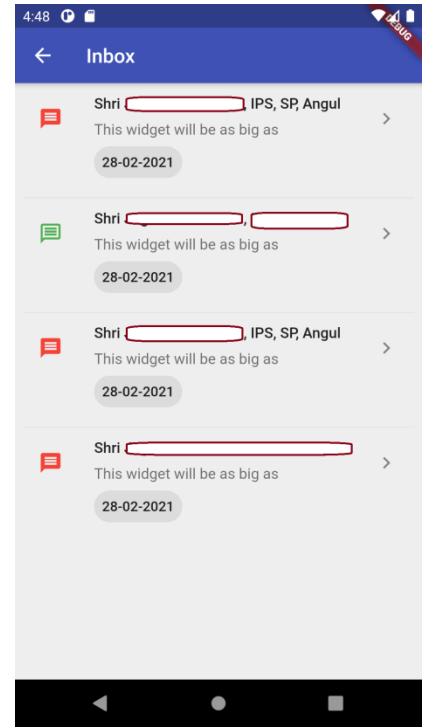 4:48
DEBUG
Inbox
Shri , IPS, SP, Angul
This widget will be as big as
28-02-2021
Shri ,
This widget will be as big as
28-02-2021
Shri , IPS, SP, Angul
This widget will be as big as
28-02-2021
Shri
This widget will be as big as
28-02-2021